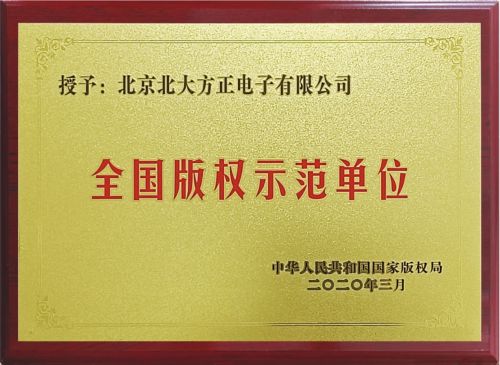 授予：北京北大方正电子有限公司
全国版权示范单位
中华人民共和国国家版权局
二〇二〇年三月